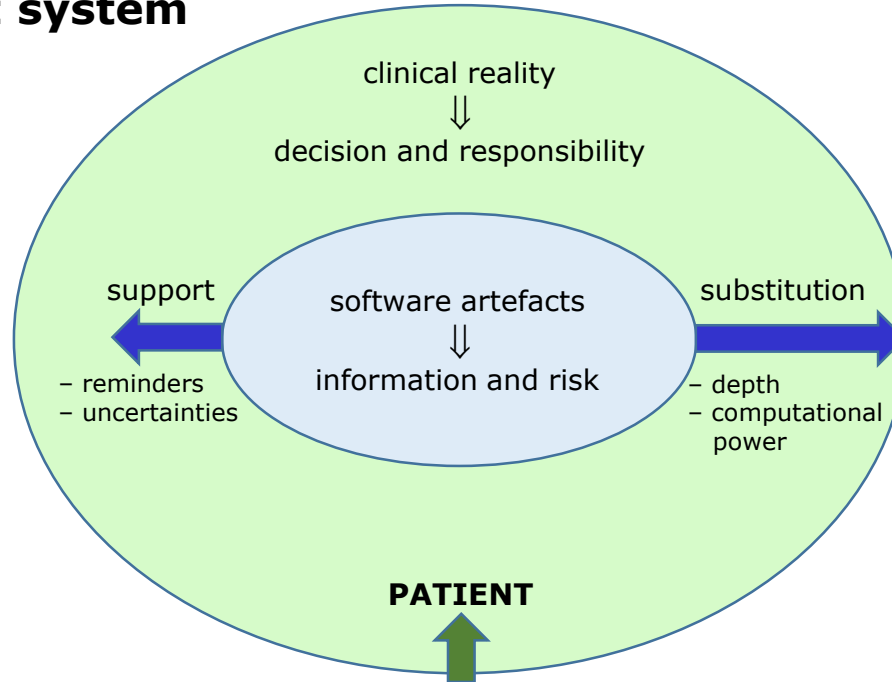 system
clinical reality
⇓
decision and responsibility
support
substitution
software artefacts
⇓
information and risk
– reminders
– uncertainties
– depth
– computational
power
PATIENT